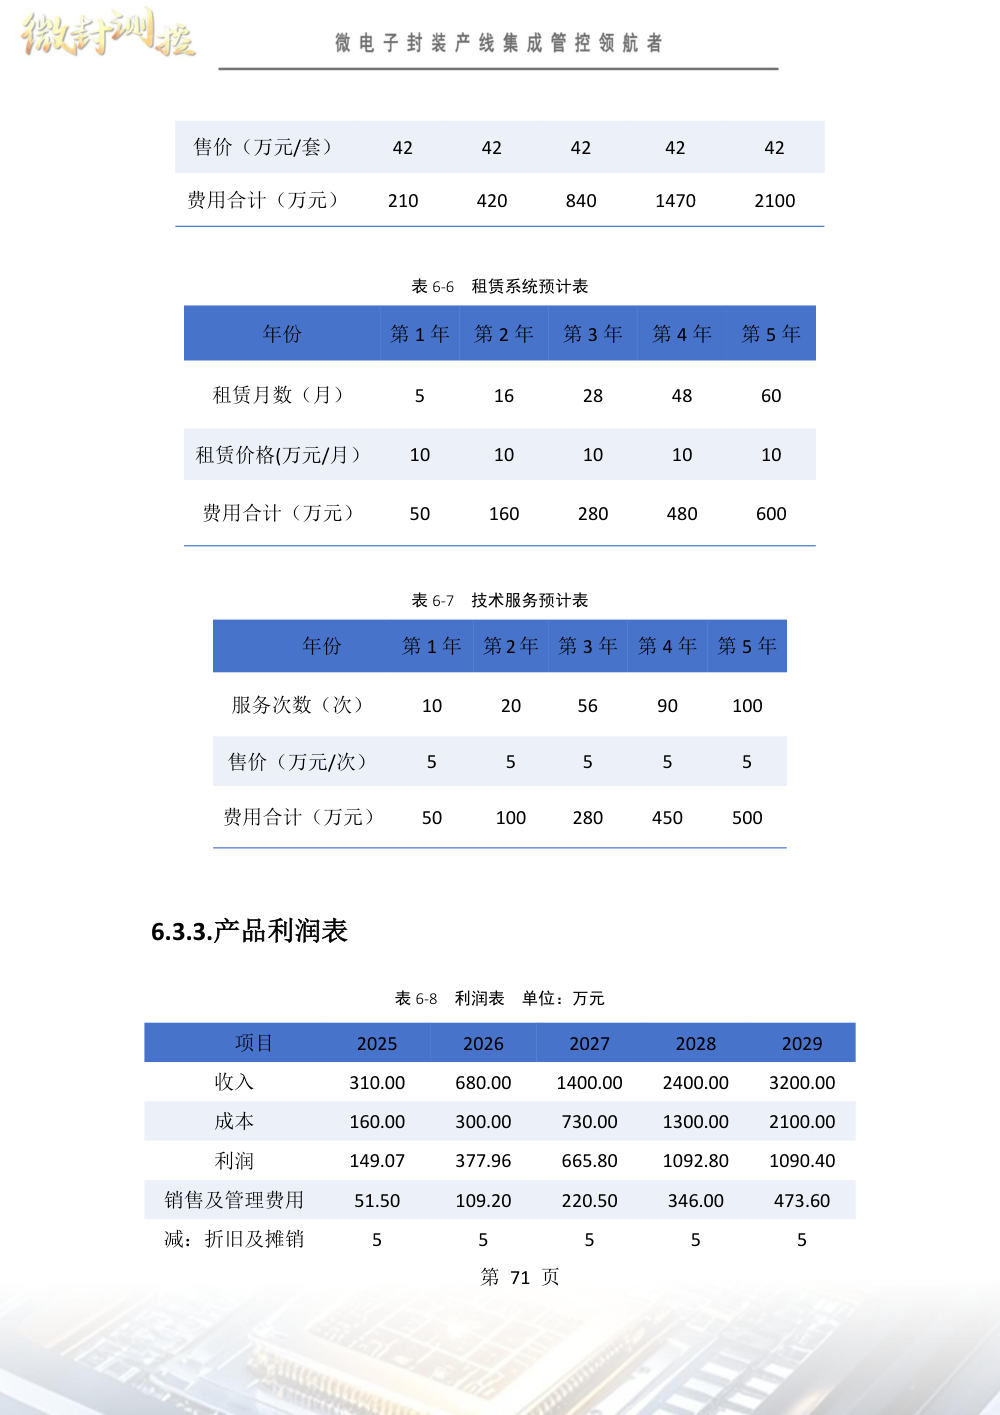 微封测控
微电子封装产线集成管控领航者
售价（万元/套） 42 42 42 42 42
费用合计（万元） 210 420 840 1470 2100
表 6-6 租赁系统预计表
年份 第 1 年 第 2 年 第 3 年 第 4 年 第 5 年
租赁月数（月） 5 16 28 48 60
租赁价格(万元/月） 10 10 10 10 10
费用合计（万元） 50 160 280 480 600
表 6-7 技术服务预计表
年份 第 1 年 第 2 年 第 3 年 第 4 年 第 5 年
服务次数（次） 10 20 56 90 100
售价（万元/次） 5 5 5 5 5
费用合计（万元） 50 100 280 450 500
6.3.3.产品利润表
表 6-8 利润表 单位：万元
项目 2025 2026 2027 2028 2029
收入 310.00 680.00 1400.00 2400.00 3200.00
成本 160.00 300.00 730.00 1300.00 2100.00
利润 149.07 377.96 665.80 1092.80 1090.40
销售及管理费用 51.50 109.20 220.50 346.00 473.60
减：折旧及摊销 5 5 5 5 5
第 71 页